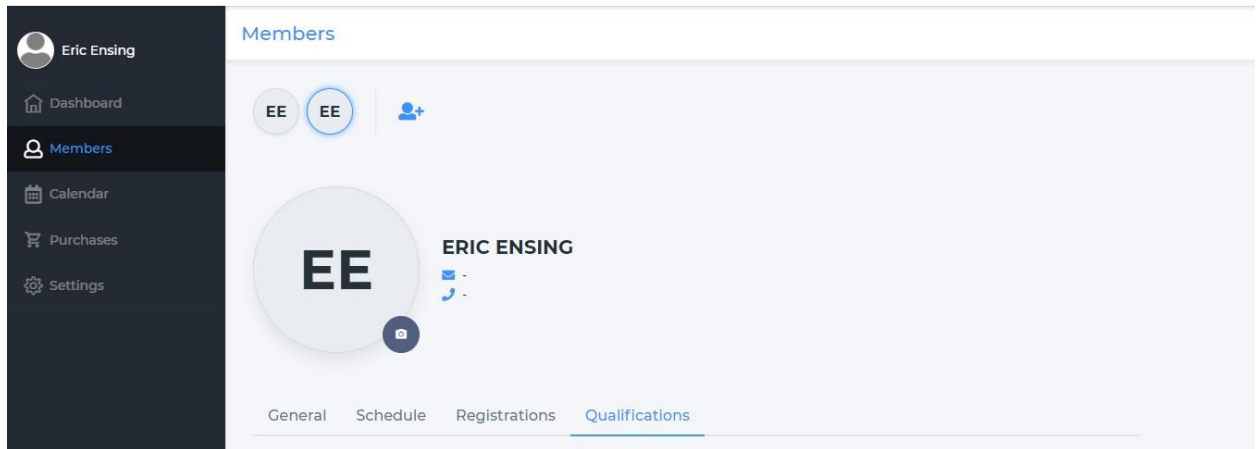 Eric Ensing
Dashboard
Members
Calendar
Purchases
Settings
Members
EE EE
EE
ERIC ENSING
-
-
General Schedule Registrations Qualifications